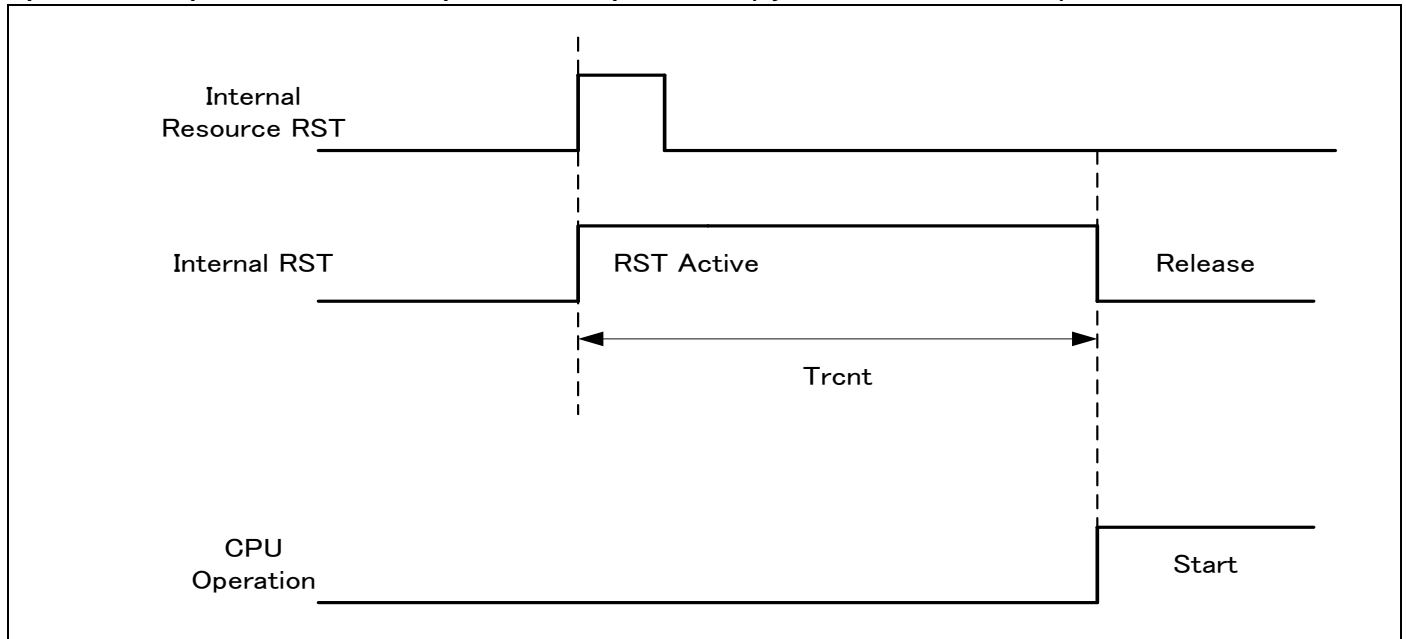 Internal
Resource RST
Internal RST
RST Active
Release
Trcnt
CPU
Operation
Start